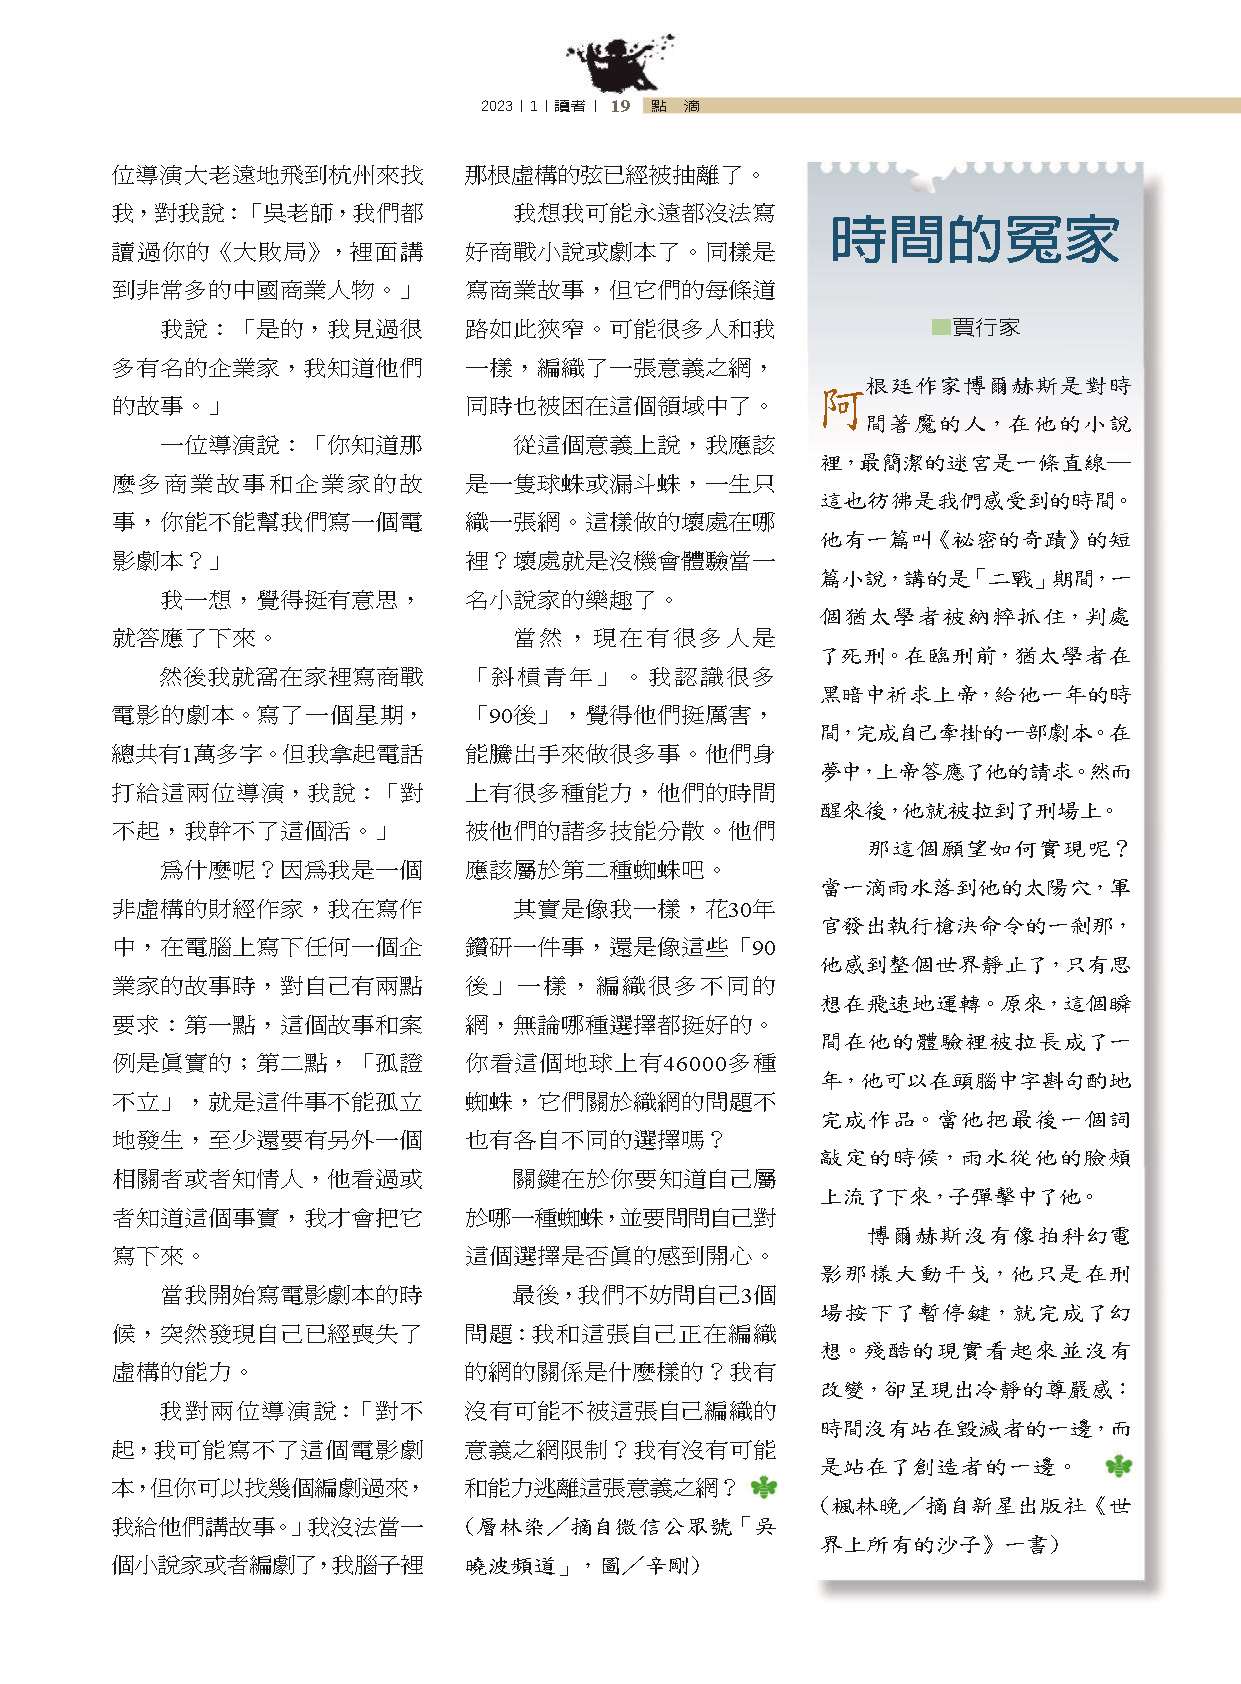 2023 | 1 | 讀者 | 19 點 滴
位導演大老遠地飛到杭州來找
我，對我說：「吳老師，我們都
讀過你的《大敗局》，裡面講
到非常多的中國商業人物。」
我說：「是的，我見過很
多有名的企業家，我知道他們
的故事。」
一位導演說：「你知道那
麼多商業故事和企業家的故
事，你能不能幫我們寫一個電
影劇本？」
我一想，覺得挺有意思，
就答應了下來。
然後我就窩在家裡寫商戰
電影的劇本。寫了一個星期，
總共有1萬多字。但我拿起電話
打給這兩位導演，我說：「對
不起，我幹不了這個活。」
爲什麼呢？因爲我是一個
非虛構的財經作家，我在寫作
中，在電腦上寫下任何一個企
業家的故事時，對自己有兩點
要求：第一點，這個故事和案
例是眞實的；第二點，「孤證
不立」，就是這件事不能孤立
地發生，至少還要有另外一個
相關者或者知情人，他看過或
者知道這個事實，我才會把它
寫下來。
當我開始寫電影劇本的時
候，突然發現自己已經喪失了
虛構的能力。
我對兩位導演說：「對不
起，我可能寫不了這個電影劇
本，但你可以找幾個編劇過來，
我給他們講故事。」我沒法當一
個小說家或者編劇了，我腦子裡
那根虛構的弦已經被抽離了。
我想我可能永遠都沒法寫
好商戰小說或劇本了。同樣是
寫商業故事，但它們的每條道
路如此狹窄。可能很多人和我
一樣，編織了一張意義之網，
同時也被困在這個領域中了。
從這個意義上說，我應該
是一隻球蛛或漏斗蛛，一生只
織一張網。這樣做的壞處在哪
裡？壞處就是沒機會體驗當一
名小說家的樂趣了。
當然，現在有很多人是
「斜槓青年」。我認識很多
「90後」，覺得他們挺厲害，
能騰出手來做很多事。他們身
上有很多種能力，他們的時間
被他們的諸多技能分散。他們
應該屬於第二種蜘蛛吧。
其實是像我一樣，花30年
鑽研一件事，還是像這些「90
後」一樣，編織很多不同的
網，無論哪種選擇都挺好的。
你看這個地球上有46000多種
蜘蛛，它們關於織網的問題不
也有各自不同的選擇嗎？
關鍵在於你要知道自己屬
於哪一種蜘蛛，並要問問自己對
這個選擇是否眞的感到開心。
最後，我們不妨問自己3個
問題：我和這張自己正在編織
的網的關係是什麼樣的？我有
沒有可能不被這張自己編織的
意義之網限制？我有沒有可能
和能力逃離這張意義之網？
（層林染／摘自微信公眾號「吳
曉波頻道」，圖／辛剛）
時間的冤家
■賈行家
阿根廷作家博爾赫斯是對時
間著魔的人，在他的小說
裡，最簡潔的迷宮是一條直線—
這也彷彿是我們感受到的時間。
他有一篇叫《祕密的奇蹟》的短
篇小說，講的是「二戰」期間，一
個猶太學者被納粹抓住，判處
了死刑。在臨刑前，猶太學者在
黑暗中祈求上帝，給他一年的時
間，完成自己牽掛的一部劇本。在
夢中，上帝答應了他的請求。然而
醒來後，他就被拉到了刑場上。
那這個願望如何實現呢？
當一滴雨水落到他的太陽穴，軍
官發出執行槍決命令的一剎那，
他感到整個世界靜止了，只有思
想在飛速地運轉。原來，這個瞬
間在他的體驗裡被拉長成了一
年，他可以在頭腦中字斟句酌地
完成作品。當他把最後一個詞
敲定的時候，雨水從他的臉頰
上流了下來，子彈擊中了他。
博爾赫斯沒有像拍科幻電
影那樣大動干戈，他只是在刑
場按下了暫停鍵，就完成了幻
想。殘酷的現實看起來並沒有
改變，卻呈現出冷靜的尊嚴感：
時間沒有站在毀滅者的一邊，而
是站在了創造者的一邊。
（楓林晚／摘自新星出版社《世
界上所有的沙子》一書）